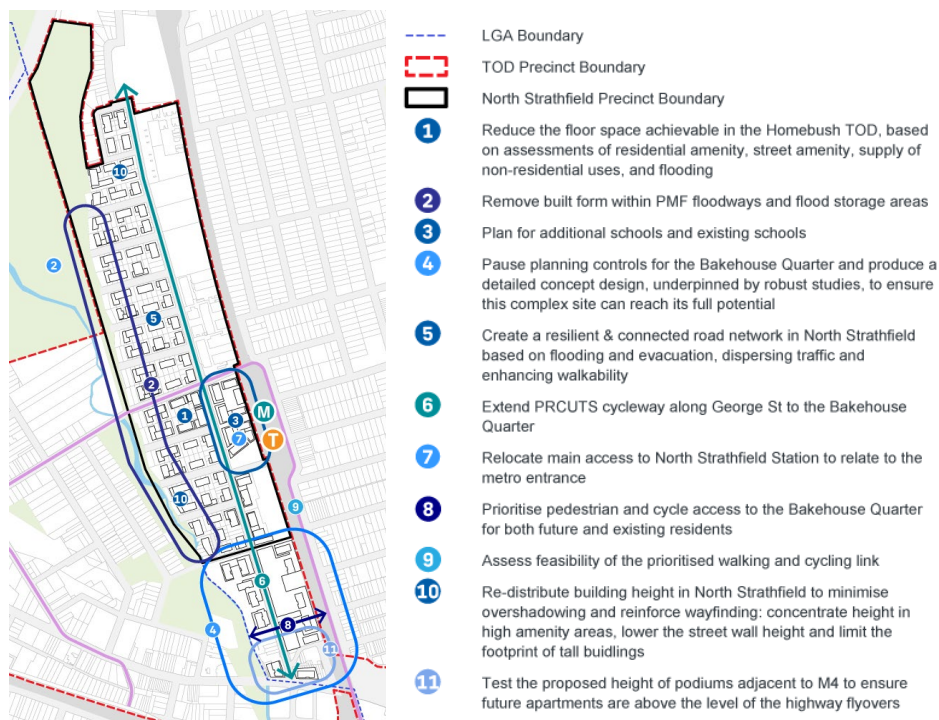 LGA Boundary
TOD Precinct Boundary
North Strathfield Precinct Boundary
1
Reduce the floor space achievable in the Homebush TOD, based
on assessments of residential amenity, street amenity, supply of
non-residential uses, and flooding
2
Remove built form within PMF floodways and flood storage areas
3
Plan for additional schools and existing schools
4
Pause planning controls for the Bakehouse Quarter and produce a
detailed concept design, underpinned by robust studies, to ensure
this complex site can reach its full potential
5
Create a resilient & connected road network in North Strathfield
based on flooding and evacuation, dispersing traffic and
enhancing walkability
6
Extend PRCUTS cycleway along George St to the Bakehouse
Quarter
7
Relocate main access to North Strathfield Station to relate to the
metro entrance
8
Prioritise pedestrian and cycle access to the Bakehouse Quarter
for both future and existing residents
9
Assess feasibility of the prioritised walking and cycling link
10
Re-distribute building height in North Strathfield to minimise
overshadowing and reinforce wayfinding: concentrate height in
high amenity areas, lower the street wall height and limit the
footprint of tall buidlings
11
Test the proposed height of podiums adjacent to M4 to ensure
future apartments are above the level of the highway flyovers
10
2
5
2
1
3
M
7
T
10
9
6
8
4
11